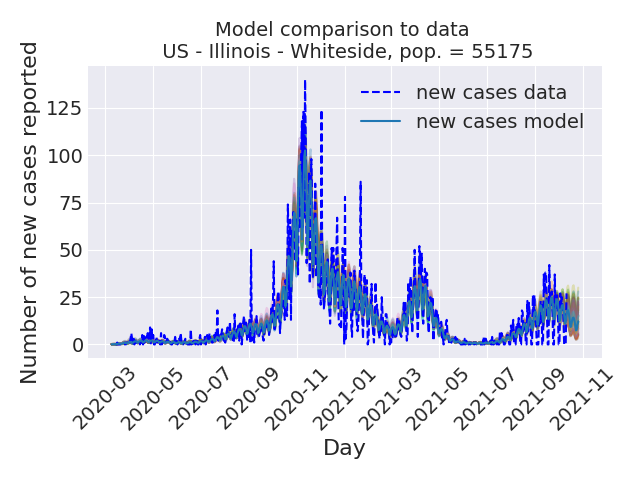 Model comparison to data
US - Illinois - Whiteside, pop. = 55175
Number of new cases reported
125
100
75
50
25
0
new cases data
new cases model
2020-03
2020-05
2020-07
2020-09
2020-11
2021-01
2021-03
2021-05
2021-07
2021-09
2021-11
Day